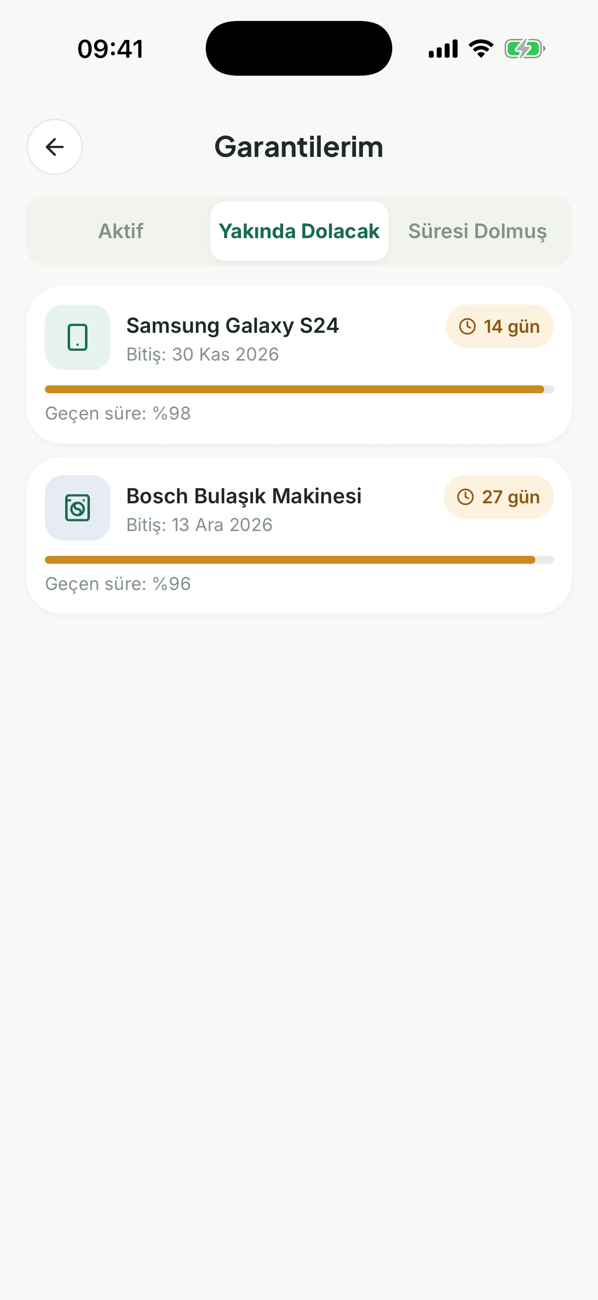 09:41
Garantilerim
Aktif
Yakında Dolacak
Süresi Dolmuş
Samsung Galaxy S24
14 gün
Bitiş: 30 Kas 2026
Geçen süre: %98
Bosch Bulaşık Makinesi
27 gün
Bitiş: 13 Ara 2026
Geçen süre: %96